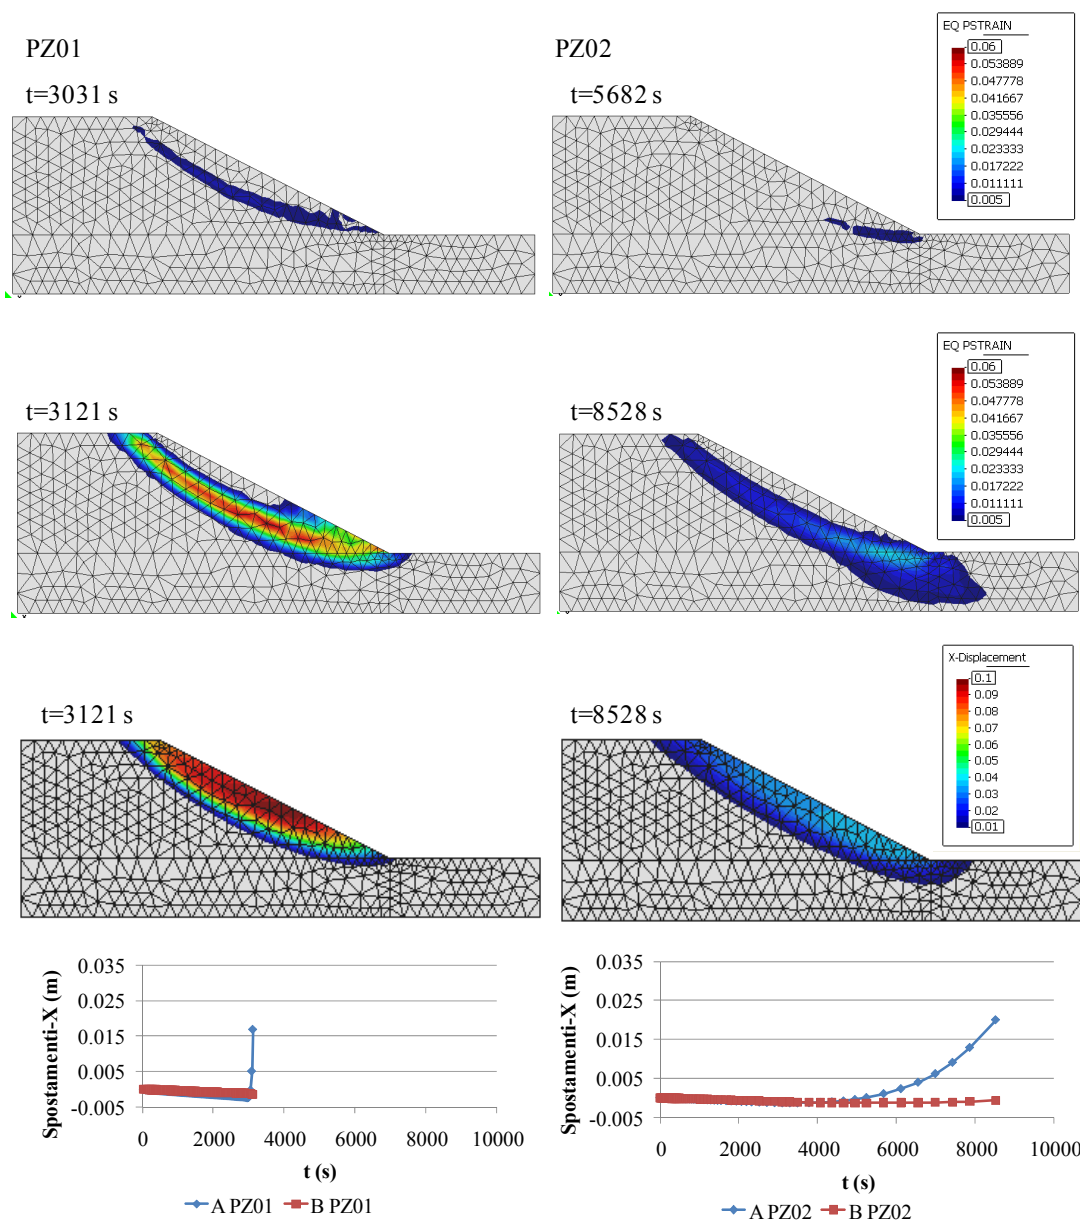 PZ01
PZ02
t=3031 s
t=5682 s
EQ PSTRAIN
0.06
0.053889
0.047778
0.041667
0.035556
0.029444
0.023333
0.017222
0.011111
0.005
t=3121 s
t=8528 s
EQ PSTRAIN
0.06
0.053889
0.047778
0.041667
0.035556
0.029444
0.023333
0.017222
0.011111
0.005
t=3121 s
t=8528 s
X-Displacement
0.1
0.09
0.08
0.07
0.06
0.05
0.04
0.03
0.02
0.01
Spostamenti-X (m)
0.035
0.025
0.015
0.005
-0.005
0 2000 4000 6000 8000 10000
t (s)
A PZ01 B PZ01
Spostamenti-X (m)
0.035
0.025
0.015
0.005
-0.005
0 2000 4000 6000 8000 10000
t (s)
A PZ02 B PZ02